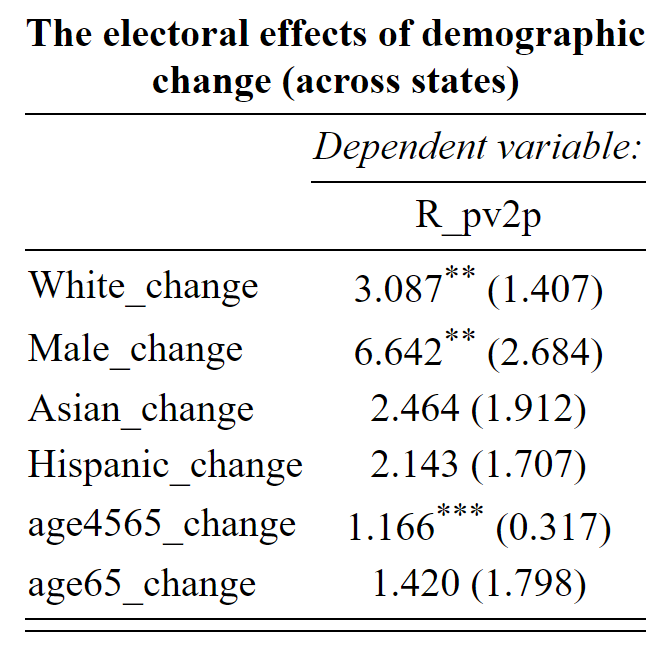 The electoral effects of demographic
change (across states)
Dependent variable:
R_pv2p
White_change 3.087** (1.407)
Male_change 6.642** (2.684)
Asian_change 2.464 (1.912)
Hispanic_change 2.143 (1.707)
age4565_change 1.166*** (0.317)
age65_change 1.420 (1.798)